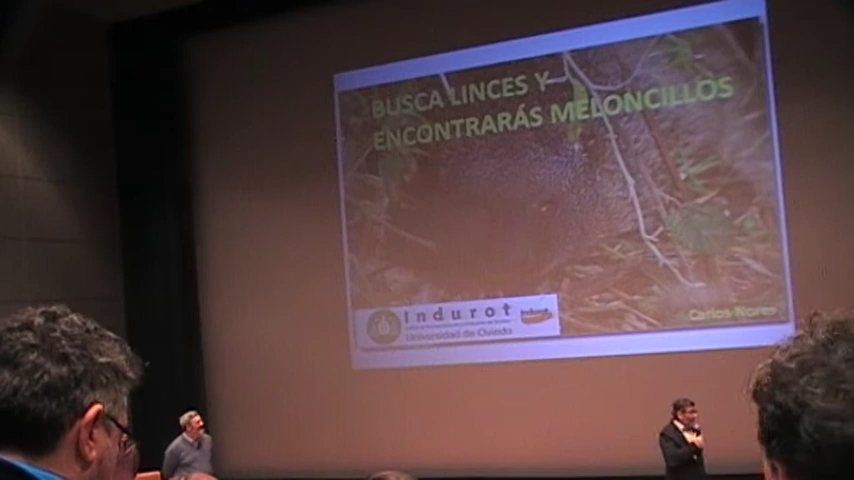 BUSCA LINCES Y
ENCONTRARÁS MELONCILLOS
Indurot
Universidad de Oviedo
Carlos Nores